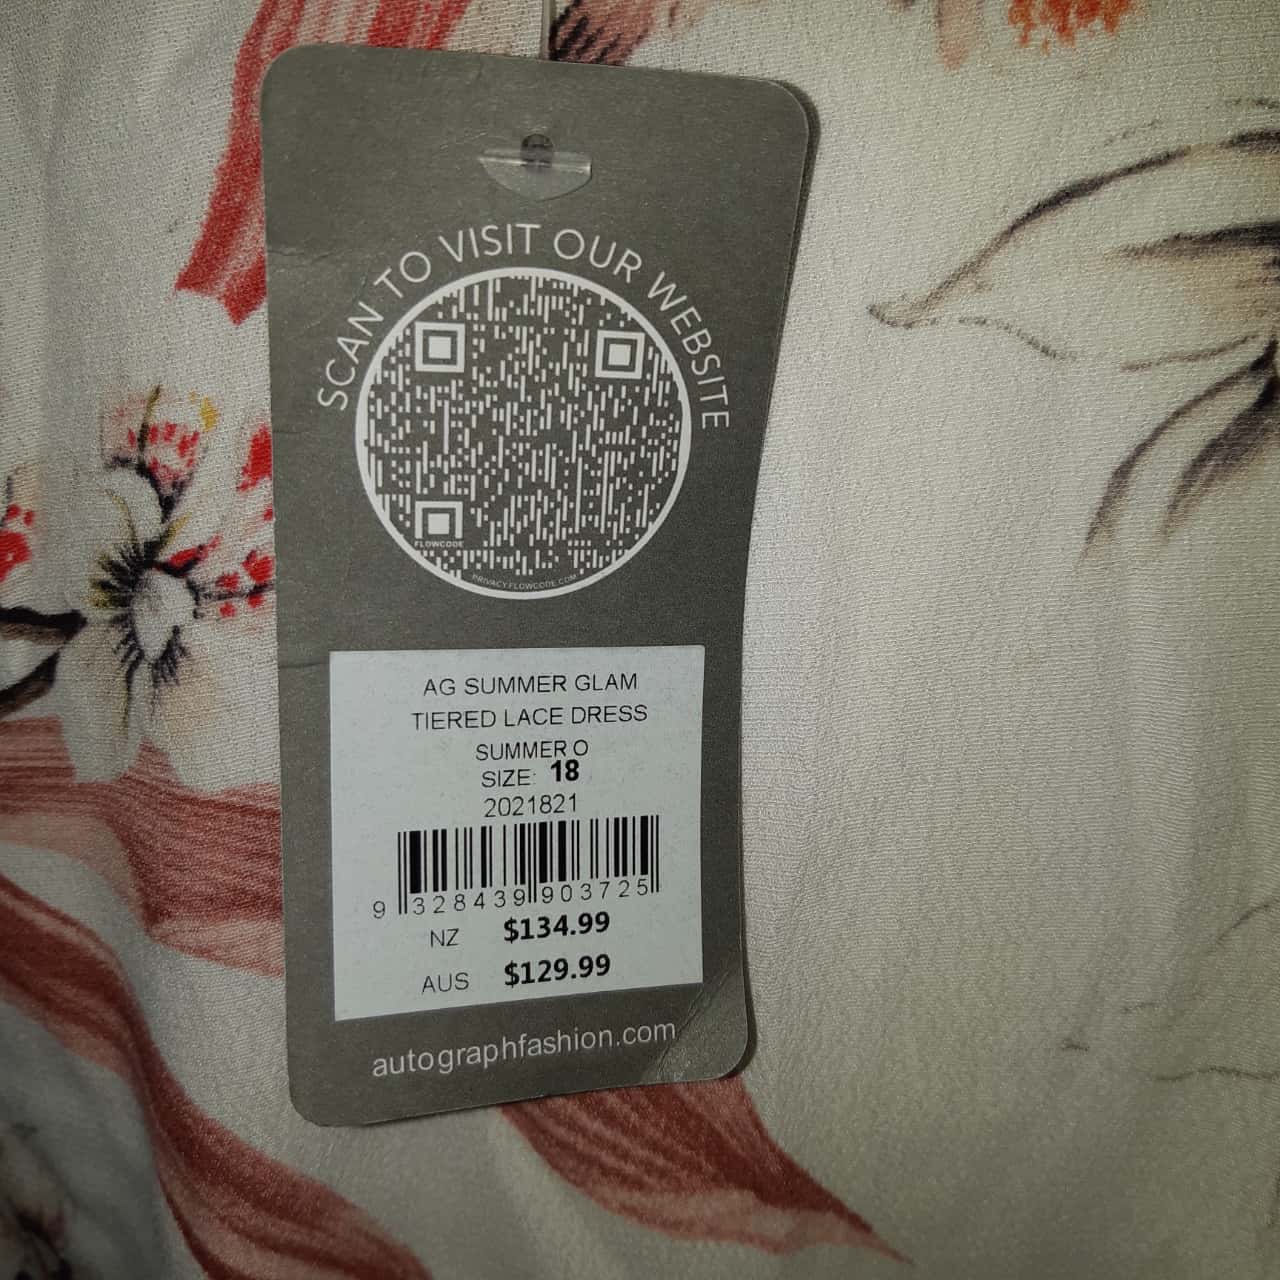 SCAN TO VISIT OUR WEBSITE
FLOWCODE
PRIVACY.FLOWCODE.COM
AG SUMMER GLAM
TIERED LACE DRESS
SUMMER O
SIZE: 18
2021821
9 328439 903725
NZ $134.99
AUS $129.99
autographfashion.com